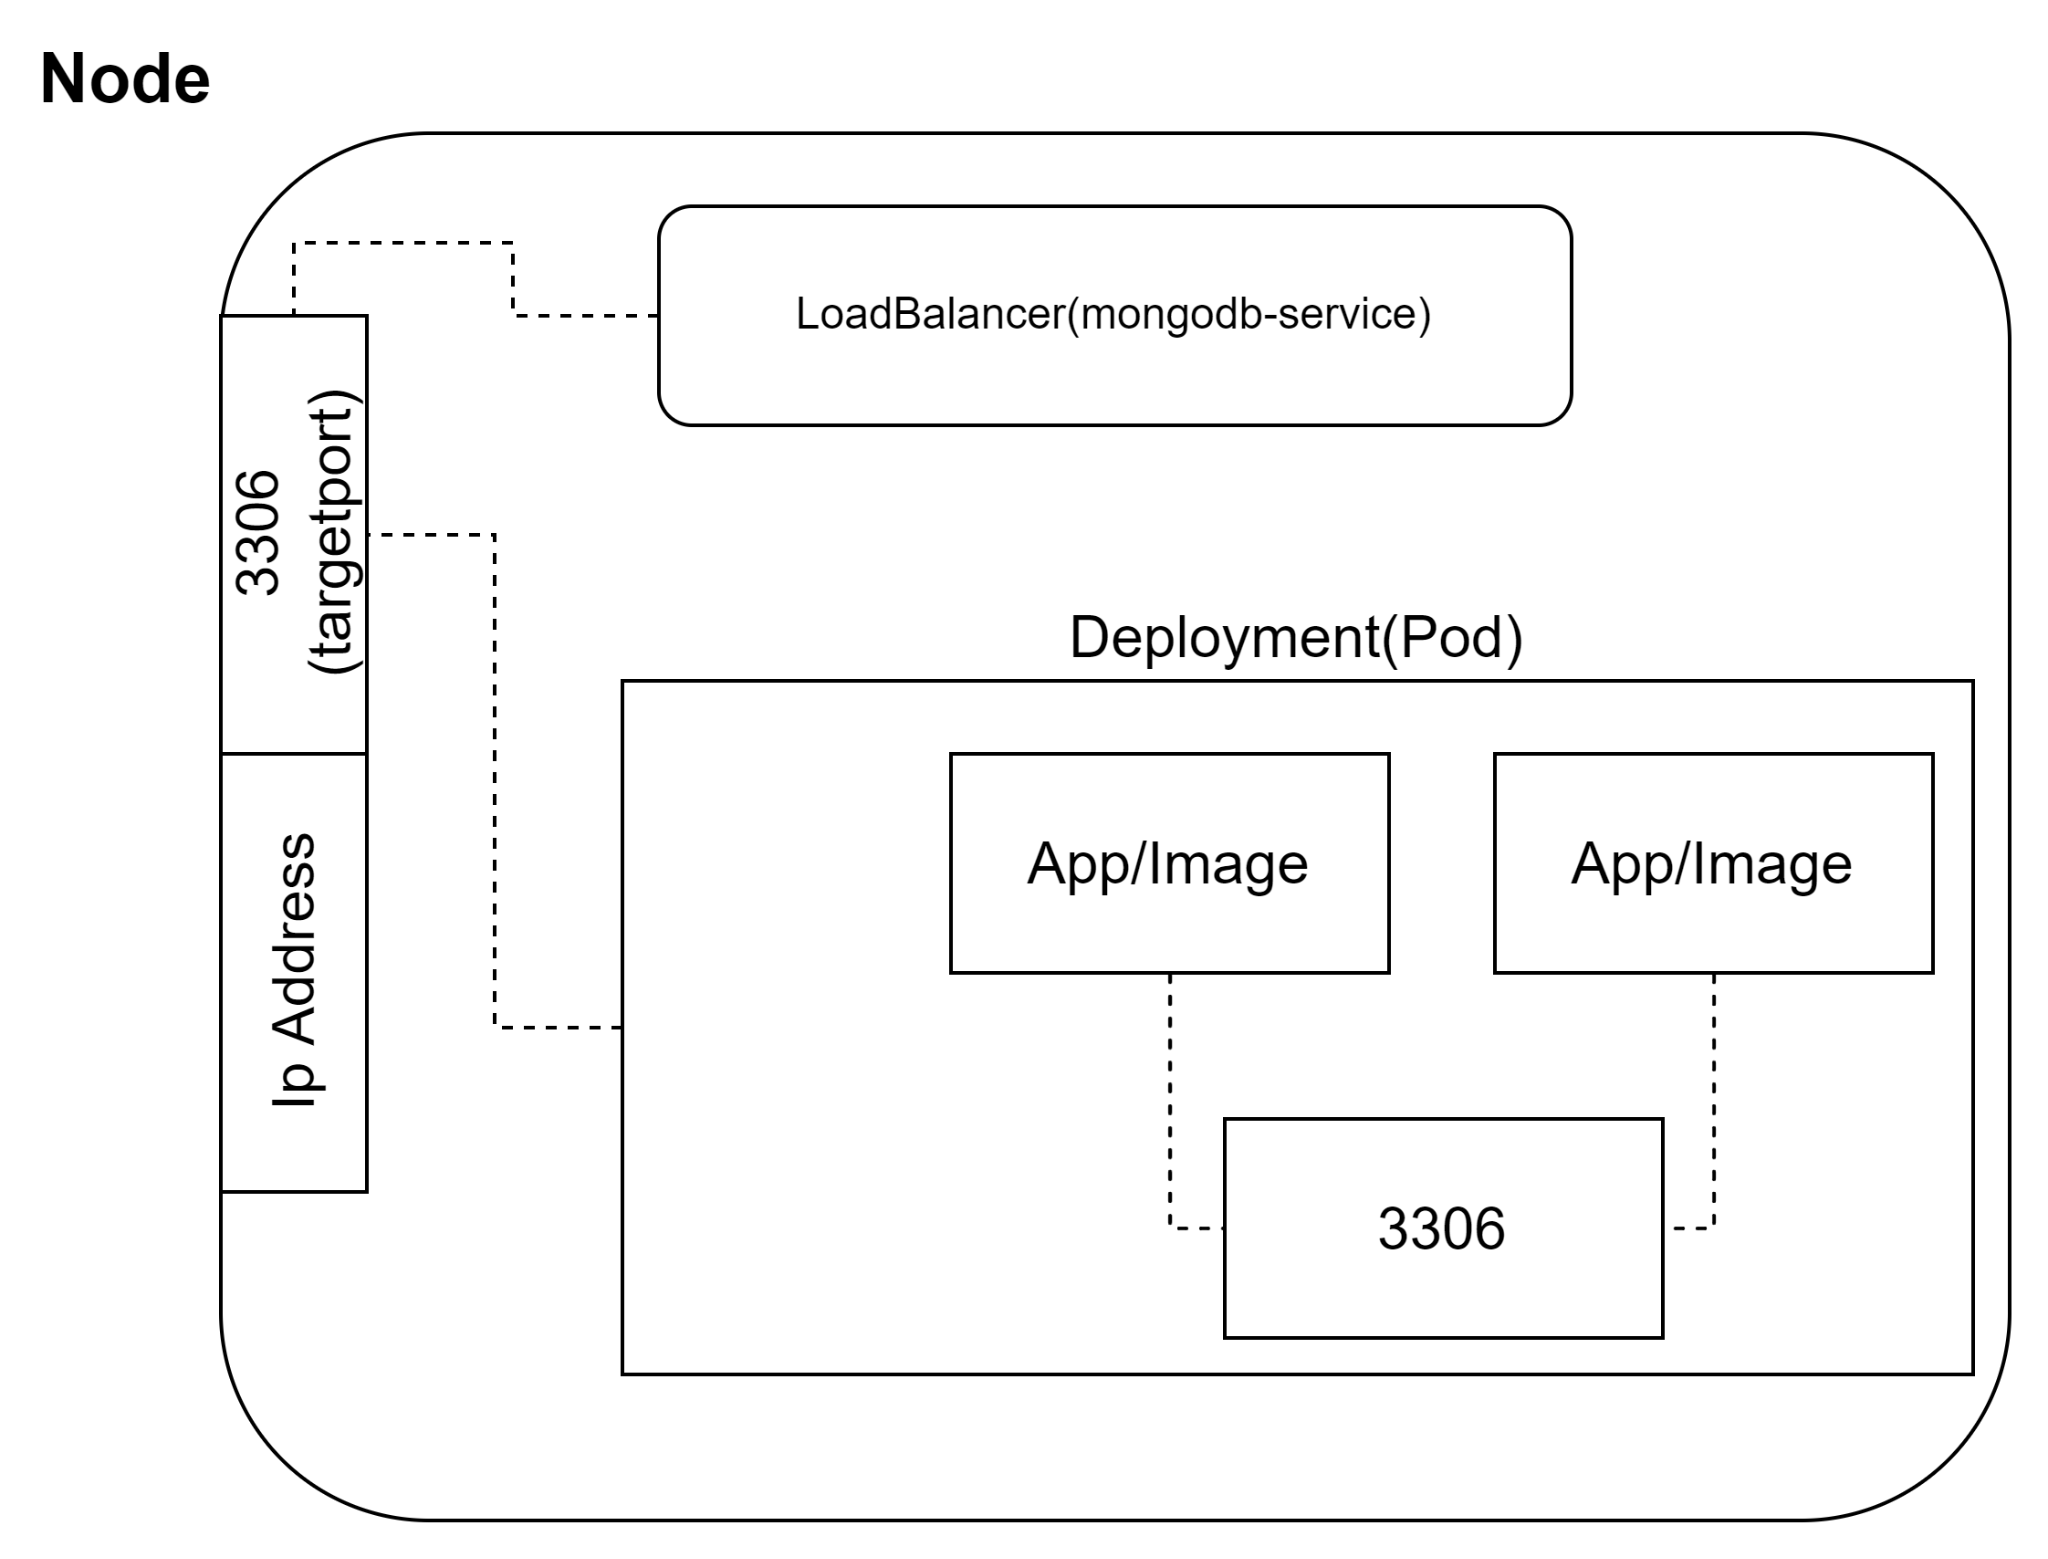 Node
LoadBalancer(mongodb-service)
3306
(targetport)
Ip Address
Deployment(Pod)
App/Image
App/Image
3306